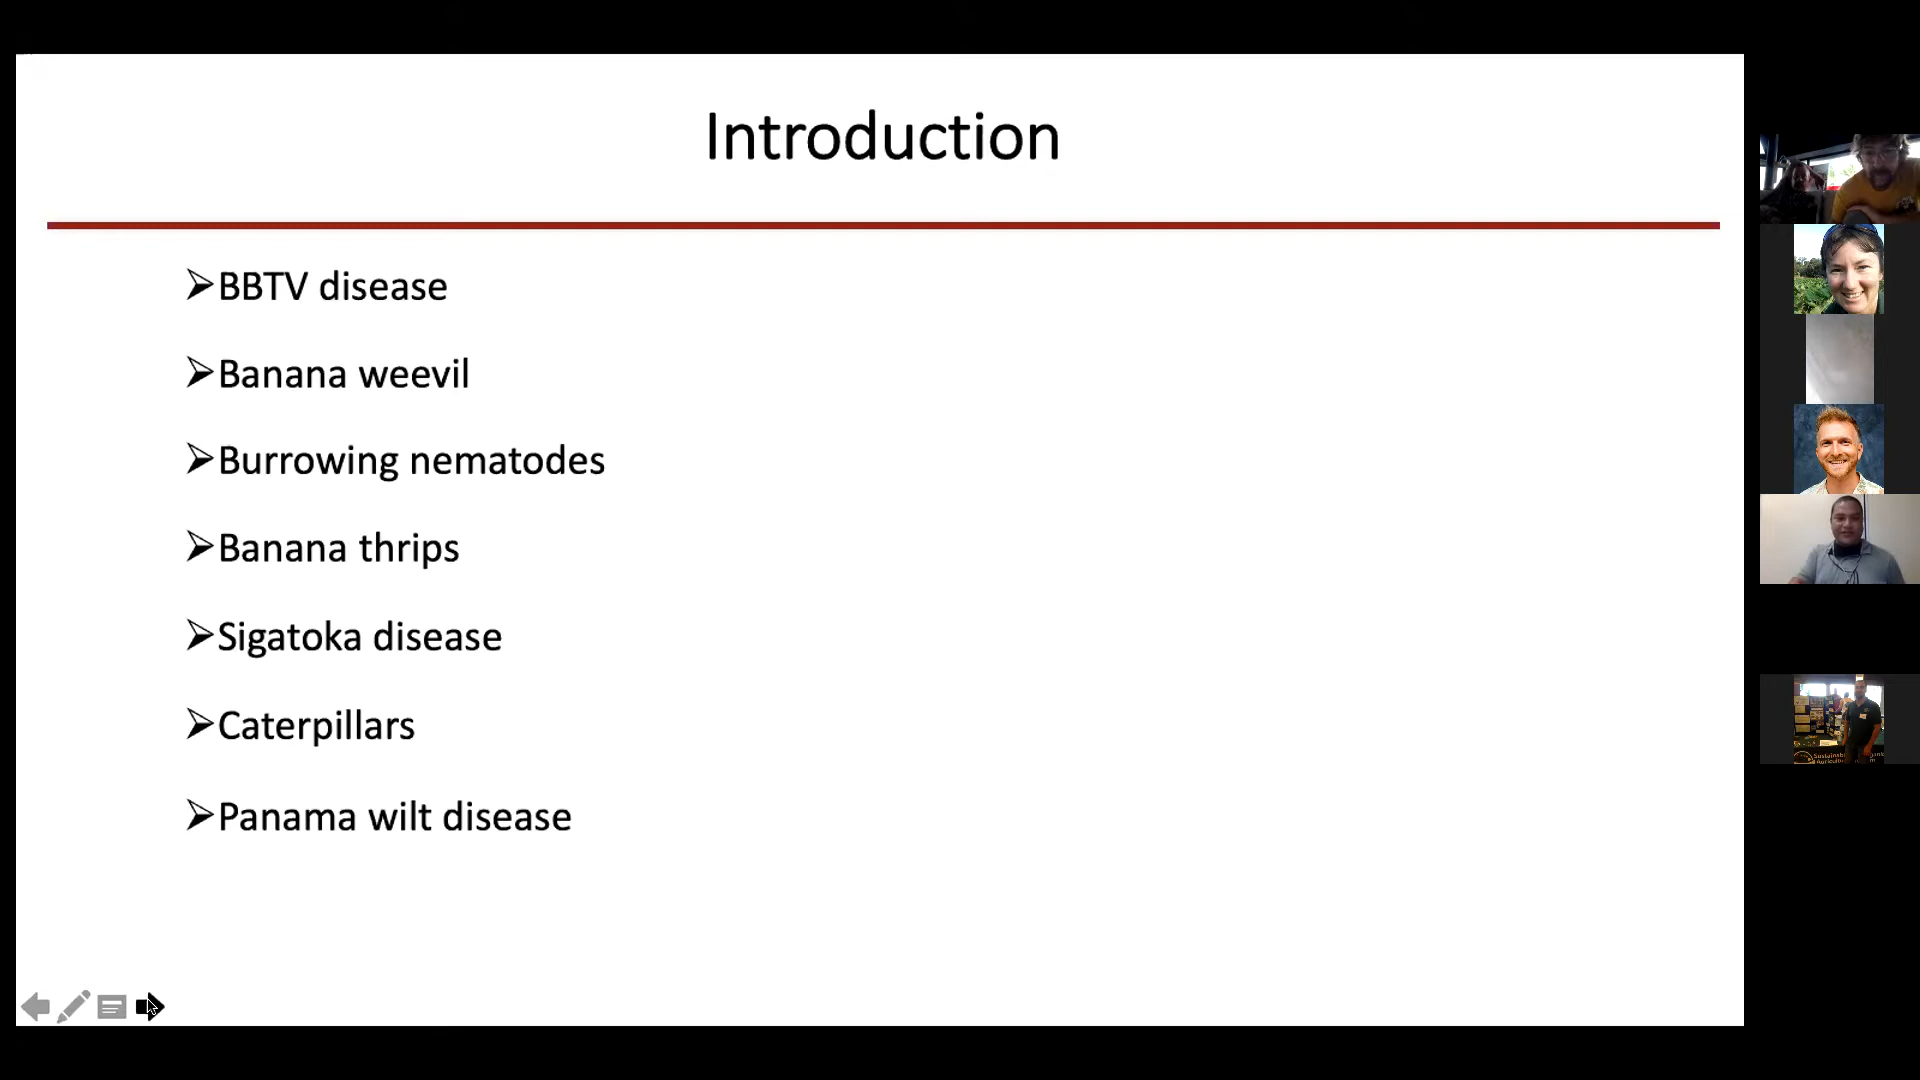 Introduction
➢BBTV disease
➢Banana weevil
➢Burrowing nematodes
➢Banana thrips
➢Sigatoka disease
➢Caterpillars
➢Panama wilt disease